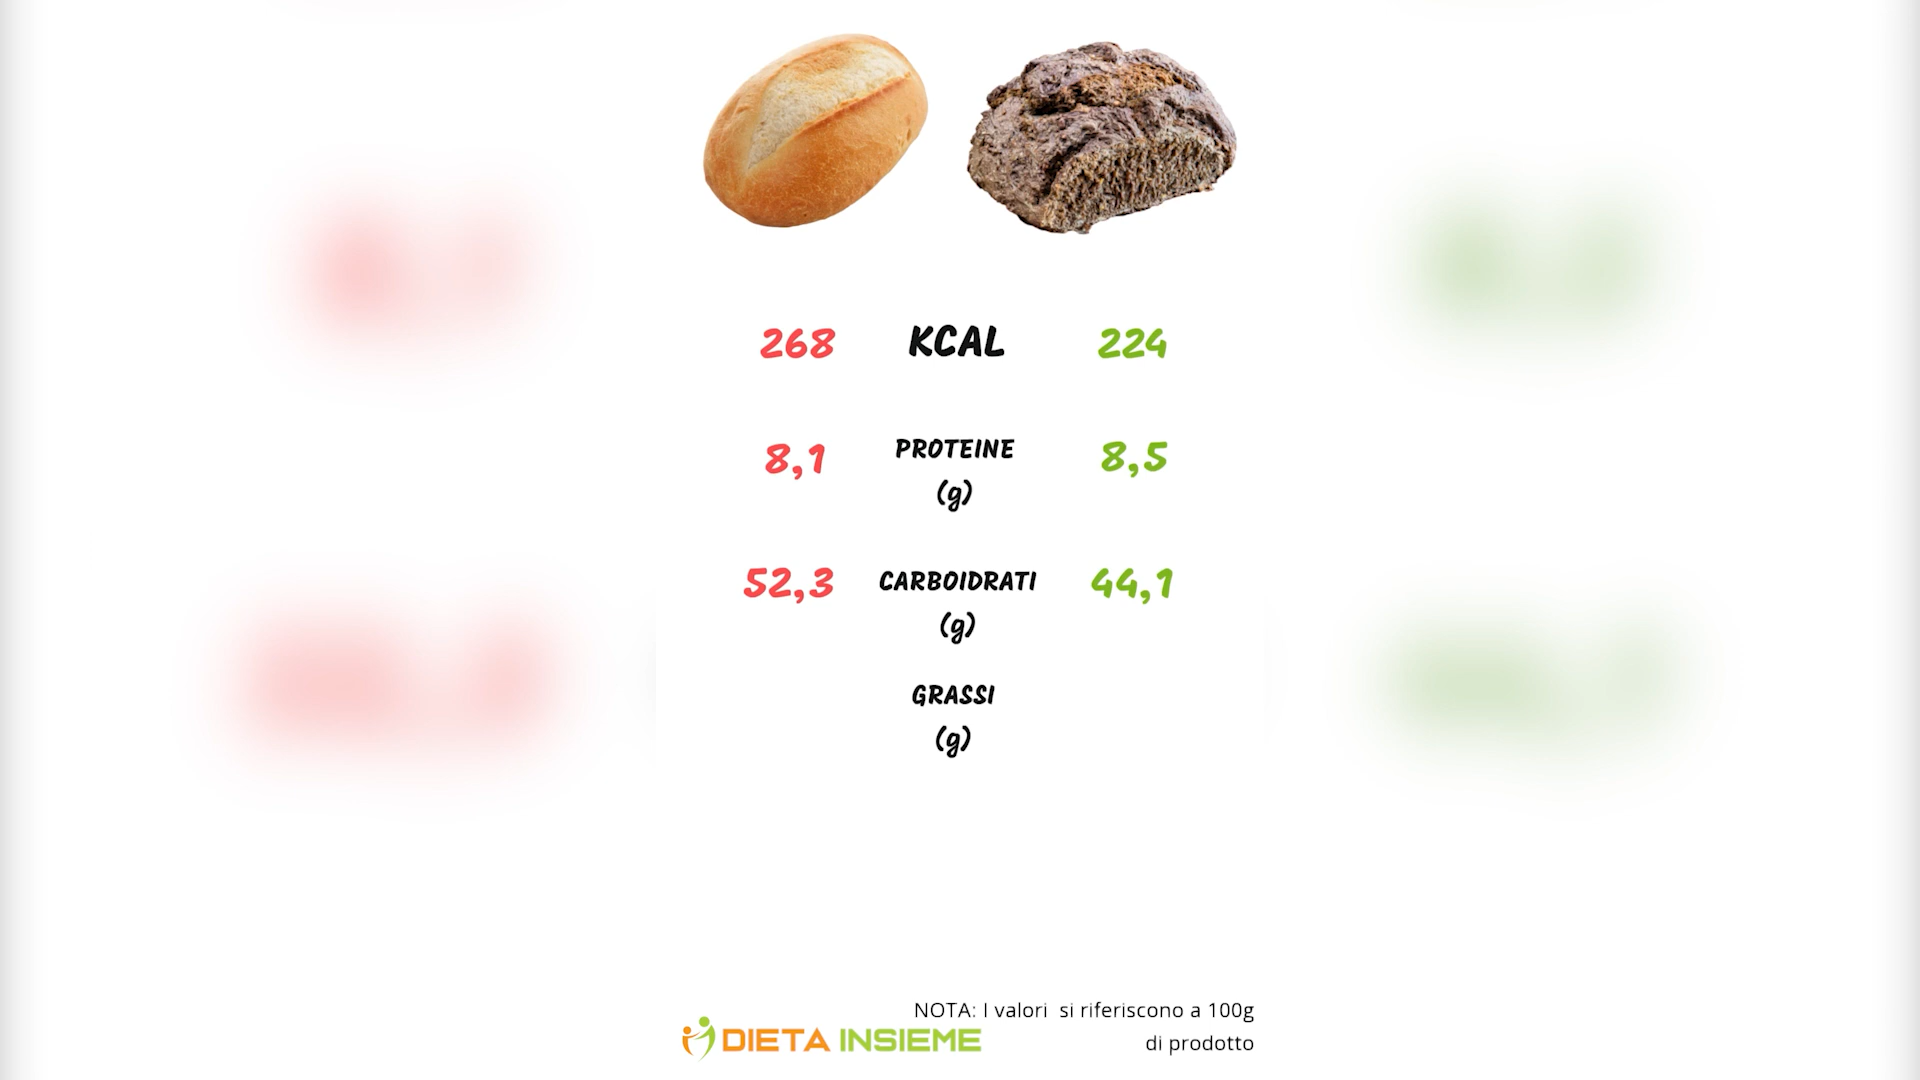 268 KCAL 224
8,1 PROTEINE 8,5
(g)
52,3 CARBOIDRATI 44,1
(g)
GRASSI
(g)
NOTA: I valori si riferiscono a 100g
di prodotto
DIETA INSIEME